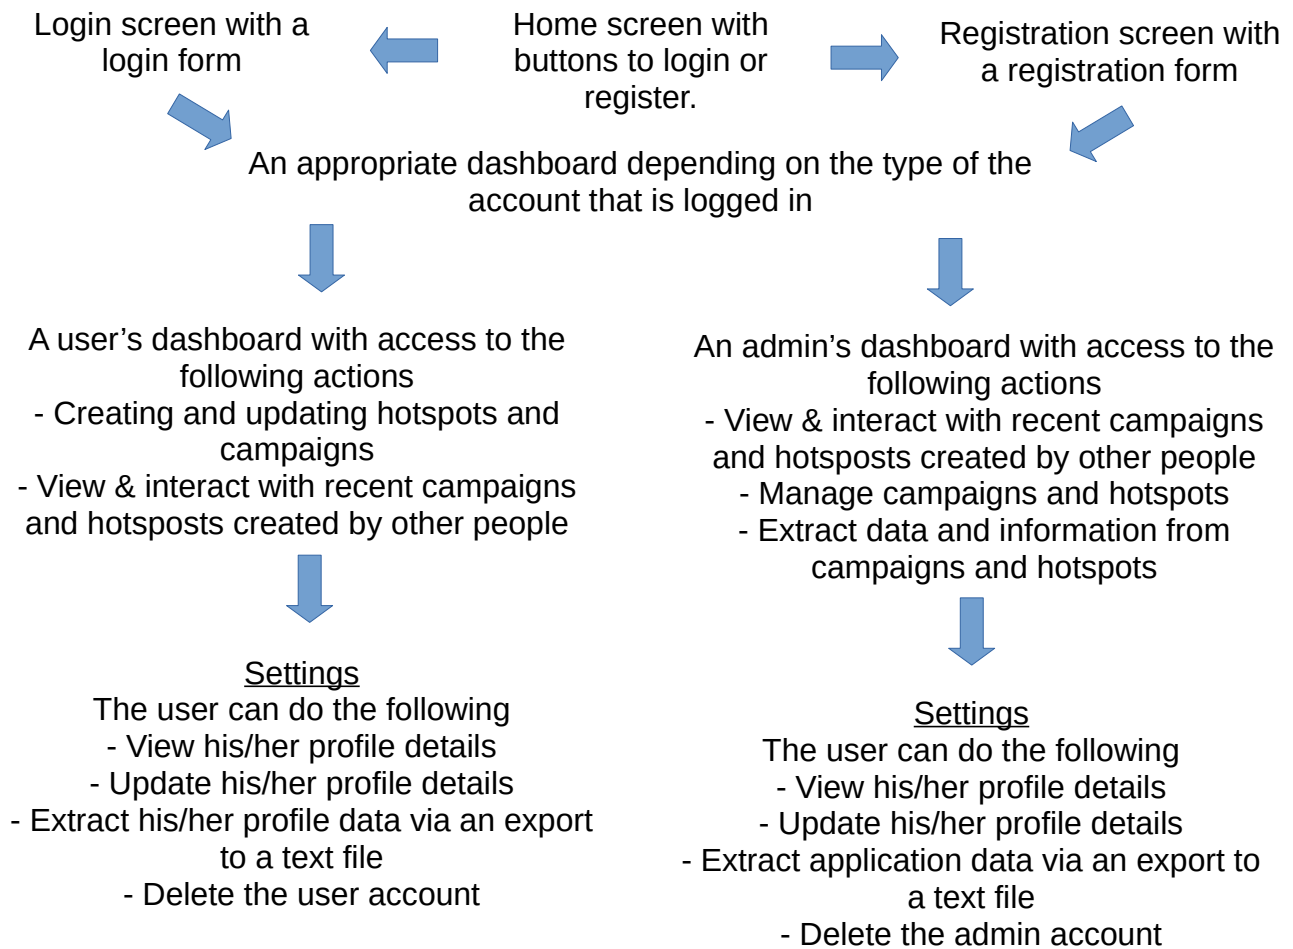 Login screen with a
login form
Home screen with
buttons to login or
register.
Registration screen with
a registration form
An appropriate dashboard depending on the type of the
account that is logged in
A user’s dashboard with access to the
following actions
- Creating and updating hotspots and
campaigns
- View & interact with recent campaigns
and hotsposts created by other people
An admin’s dashboard with access to the
following actions
- View & interact with recent campaigns
and hotsposts created by other people
- Manage campaigns and hotspots
- Extract data and information from
campaigns and hotspots
Settings
The user can do the following
- View his/her profile details
- Update his/her profile details
- Extract his/her profile data via an export
to a text file
- Delete the user account
Settings
The user can do the following
- View his/her profile details
- Update his/her profile details
- Extract application data via an export to
a text file
- Delete the admin account